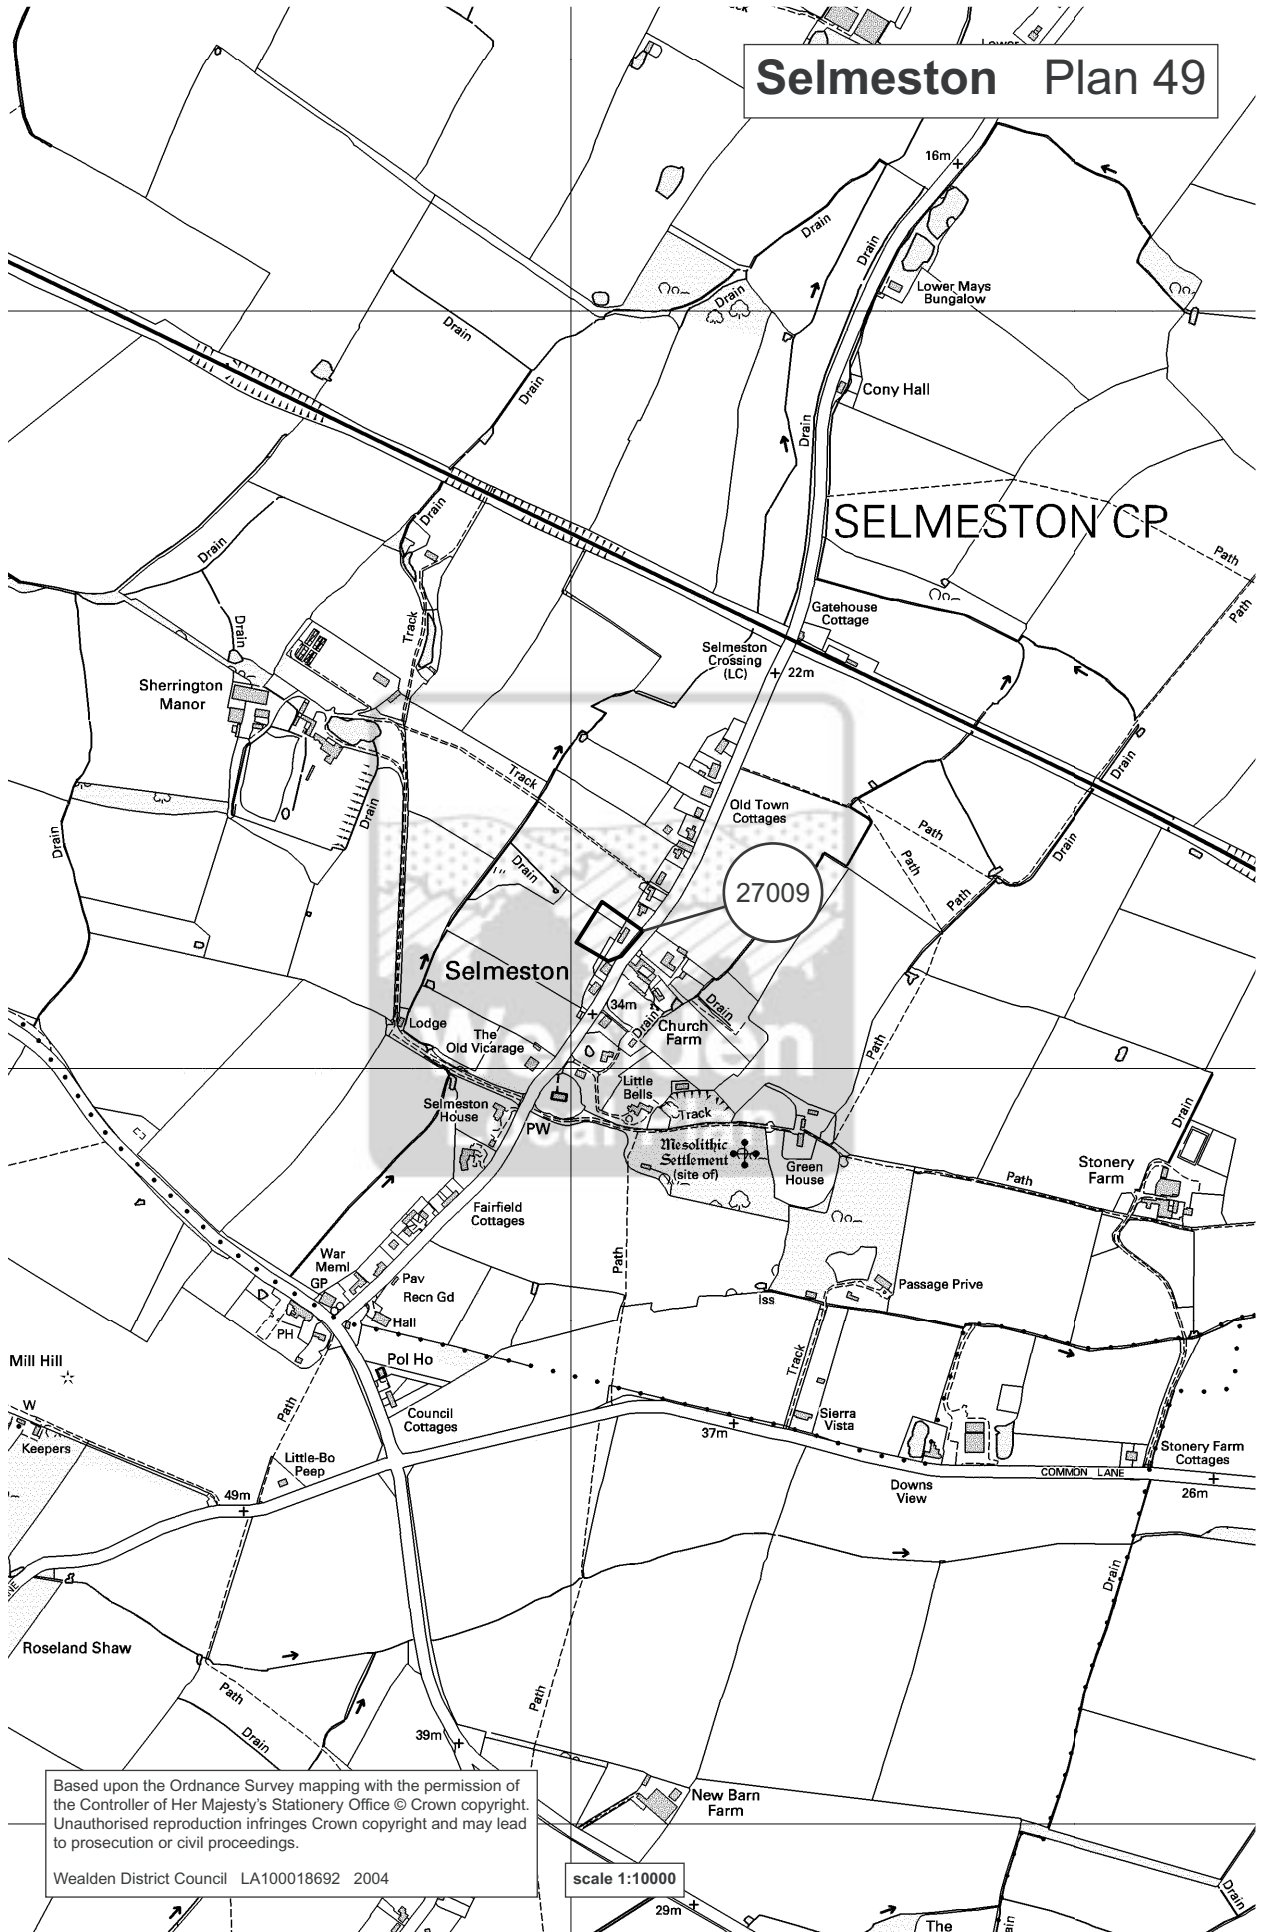 Selmeston Plan 49
Lower
16m
Drain
Drain
Lower Mays
Bungalow
Drain
Drain
Drain
Cony Hall
Drain
SELMESTON CP
Drain
Drain
Path
Path
Gatehouse
Cottage
Track
Drain
Selmeston
Crossing
(LC)
22m
Sherrington
Manor
Drain
Track
Drain
Old Town
Cottages
Path
Path
Drain
Drain
Drain
27009
Path
Selmeston
34m
Drain
Drain
Church
Farm
Lodge
The
Old Vicarage
Path
Wealden
Local Plan
Little
Bells
Selmeston
House
PW
Track
Drain
Mesolithic
Settlement
(site of)
Green
House
Path
Stonery
Farm
Fairfield
Cottages
War
Meml
GP
Path
Pav
Recn Gd
Hall
PH
Iss
Passage Prive
Mill Hill
Pol Ho
Track
W
Keepers
Path
Council
Cottages
Sierra
Vista
37m
Little-Bo
Peep
Stonery Farm
Cottages
COMMON LANE
49m
Downs
View
26m
Drain
Roseland Shaw
Path
Path
Drain
39m
New Barn
Farm
Based upon the Ordnance Survey mapping with the permission of
the Controller of Her Majesty's Stationery Office © Crown copyright.
Unauthorised reproduction infringes Crown copyright and may lead
to prosecution or civil proceedings.
Wealden District Council LA100018692 2004
scale 1:10000
Drain
29m
The